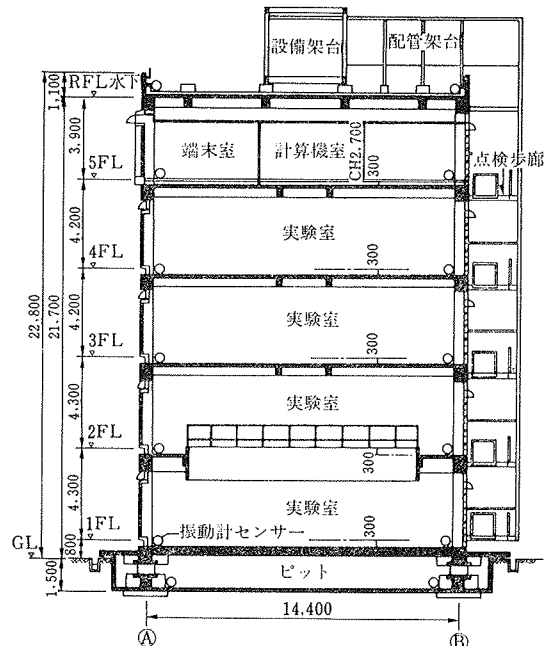 設備架台
配管架台
RFL水下
1,100
3,900
端末室
計算機室
CH2.700
300
点検歩廊
5FL
4,200
実験室
300
4FL
4,200
実験室
300
3FL
22,800
21,700
4,300
実験室
300
2FL
4,300
実験室
300
1FL
振動計センサー
GL
800
ピット
1,500
14,400
Ⓐ
Ⓑ